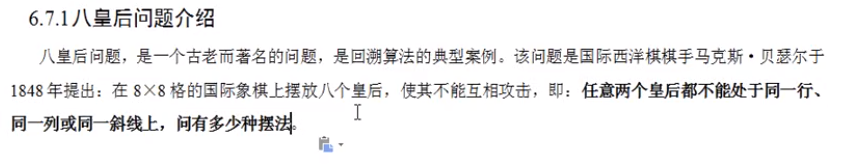 6.7.1八皇后问题介绍
八皇后问题，是一个古老而著名的问题，是回溯算法的典型案例。该问题是国际西洋棋棋手马克斯·贝瑟尔于
1848年提出：在8×8格的国际象棋上摆放八个皇后，使其不能互相攻击，即：任意两个皇后都不能处于同一行、
同一列或同一斜线上，问有多少种摆法。